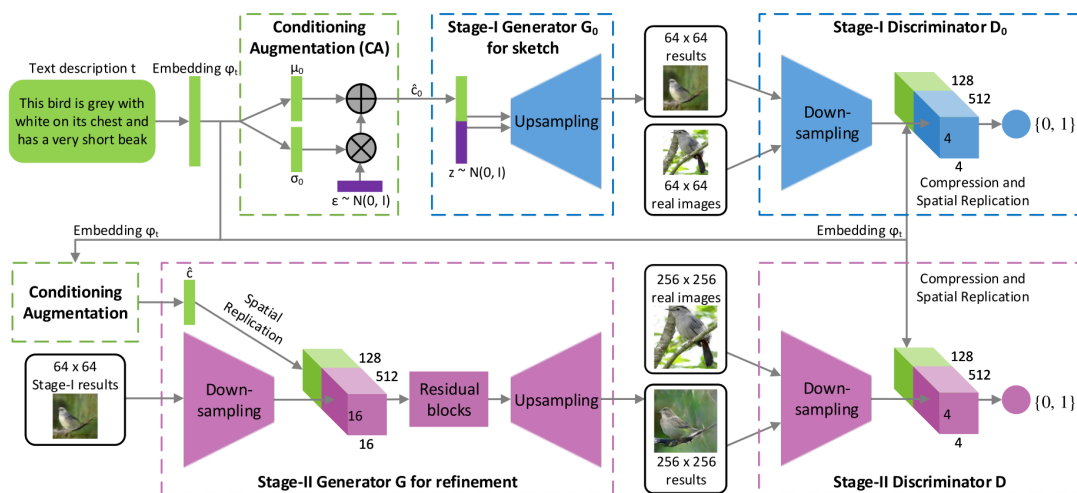 Text description t
This bird is grey with
white on its chest and
has a very short beak
Embedding φₜ
Conditioning
Augmentation (CA)
μ₀
σ₀
ε ~ N(0, I)
ĉ₀
Stage-I Generator G₀
for sketch
Upsampling
z ~ N(0, I)
64 x 64
results
64 x 64
real images
Stage-I Discriminator D₀
Down-
sampling
128
512
4
4
{0, 1}
Compression and
Spatial Replication
Embedding φₜ
Embedding φₜ
Conditioning
Augmentation
64 x 64
Stage-I results
ĉ
Spatial
Replication
Down-
sampling
128
512
16
16
Residual
blocks
Upsampling
Stage-II Generator G for refinement
256 x 256
real images
256 x 256
results
Compression and
Spatial Replication
Down-
sampling
128
512
4
4
{0, 1}
Stage-II Discriminator D